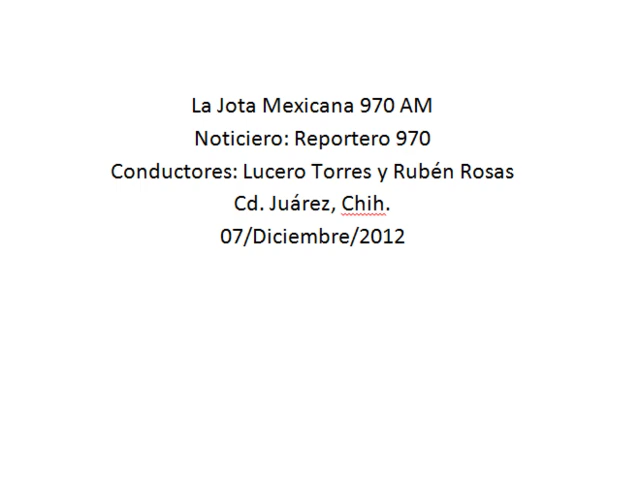 La Jota Mexicana 970 AM
Noticiero: Reportero 970
Conductores: Lucero Torres y Rubén Rosas
Cd. Juárez, Chih.
07/Diciembre/2012